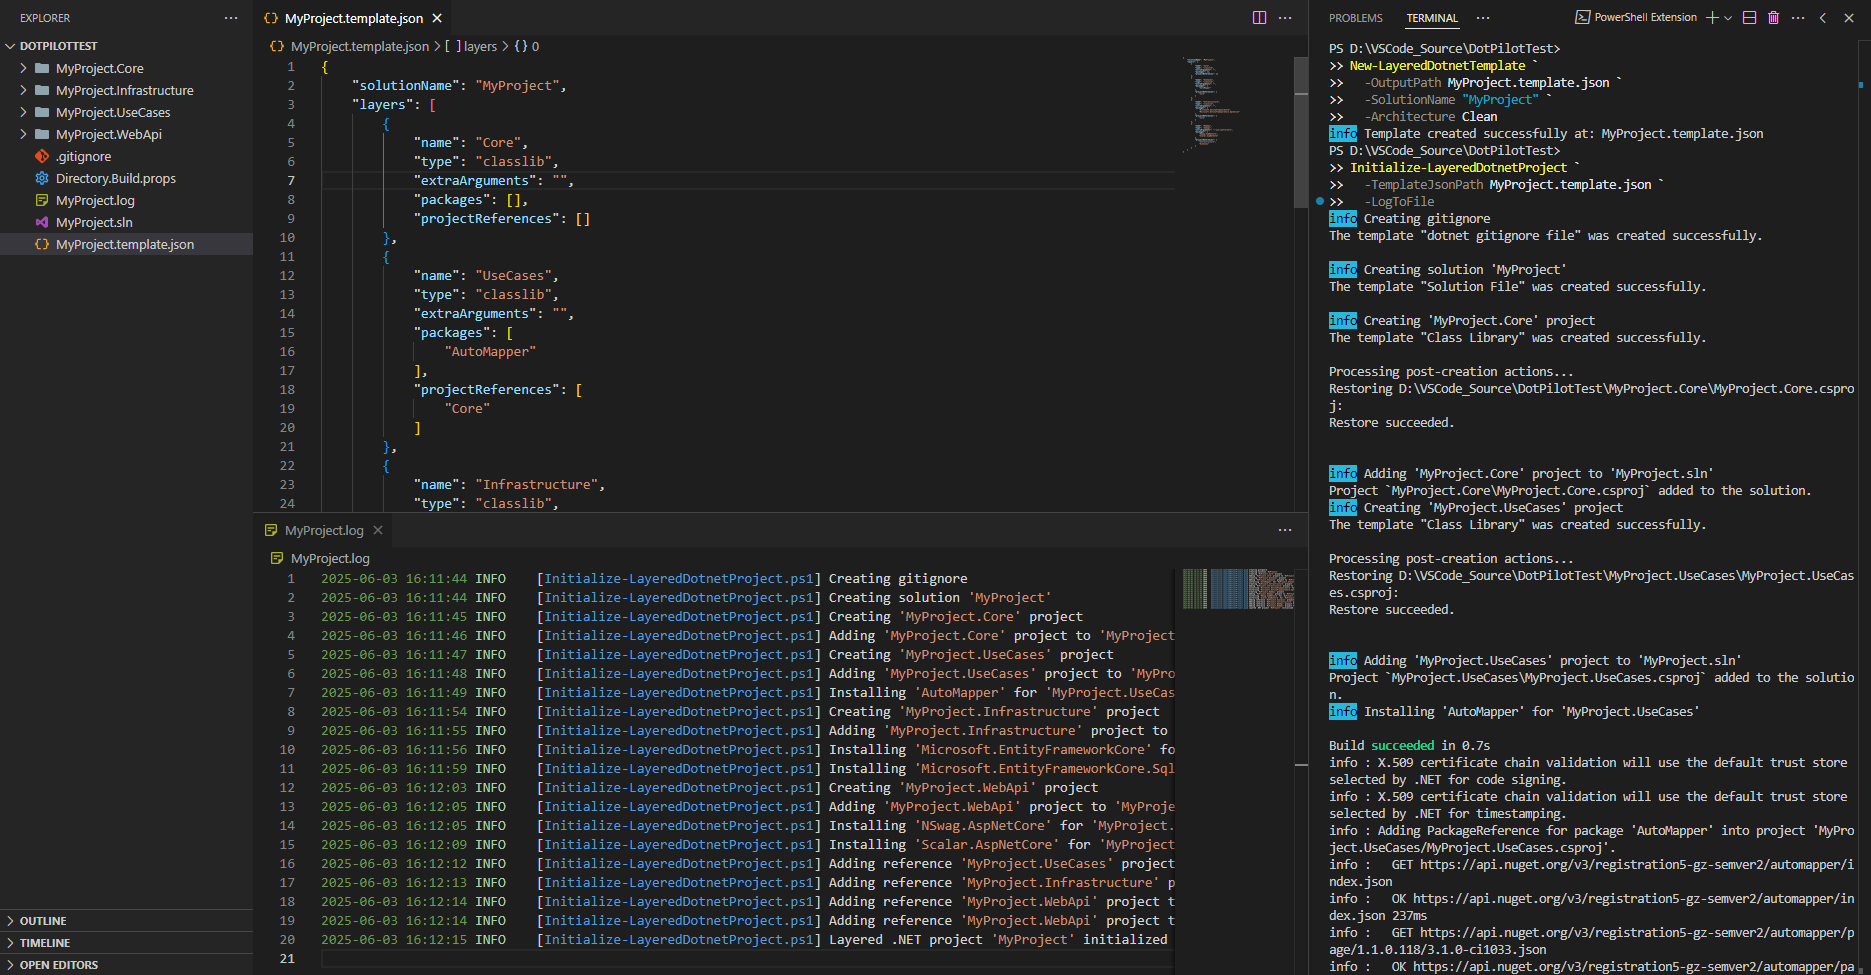 EXPLORER
DOTPILOTTEST
MyProject.Core
MyProject.Infrastructure
MyProject.UseCases
MyProject.WebApi
.gitignore
Directory.Build.props
MyProject.log
MyProject.sln
MyProject.template.json
OUTLINE
TIMELINE
OPEN EDITORS
MyProject.template.json
MyProject.template.json > [ ] layers > {} 0
1 {
2 "solutionName": "MyProject",
3 "layers": [
4 {
5 "name": "Core",
6 "type": "classlib",
7 "extraArguments": "",
8 "packages": [],
9 "projectReferences": []
10 },
11 {
12 "name": "UseCases",
13 "type": "classlib",
14 "extraArguments": "",
15 "packages": [
16 "AutoMapper"
17 ],
18 "projectReferences": [
19 "Core"
20 ]
21 },
22 {
23 "name": "Infrastructure",
24 "type": "classlib",
MyProject.log
MyProject.log
1 2025-06-03 16:11:44 INFO [Initialize-LayeredDotnetProject.ps1] Creating gitignore
2 2025-06-03 16:11:44 INFO [Initialize-LayeredDotnetProject.ps1] Creating solution 'MyProject'
3 2025-06-03 16:11:45 INFO [Initialize-LayeredDotnetProject.ps1] Creating 'MyProject.Core' project
4 2025-06-03 16:11:46 INFO [Initialize-LayeredDotnetProject.ps1] Adding 'MyProject.Core' project to 'MyProject
5 2025-06-03 16:11:47 INFO [Initialize-LayeredDotnetProject.ps1] Creating 'MyProject.UseCases' project
6 2025-06-03 16:11:48 INFO [Initialize-LayeredDotnetProject.ps1] Adding 'MyProject.UseCases' project to 'MyPro
7 2025-06-03 16:11:49 INFO [Initialize-LayeredDotnetProject.ps1] Installing 'AutoMapper' for 'MyProject.UseCas
8 2025-06-03 16:11:54 INFO [Initialize-LayeredDotnetProject.ps1] Creating 'MyProject.Infrastructure' project
9 2025-06-03 16:11:55 INFO [Initialize-LayeredDotnetProject.ps1] Adding 'MyProject.Infrastructure' project to
10 2025-06-03 16:11:56 INFO [Initialize-LayeredDotnetProject.ps1] Installing 'Microsoft.EntityFrameworkCore' fo
11 2025-06-03 16:11:59 INFO [Initialize-LayeredDotnetProject.ps1] Installing 'Microsoft.EntityFrameworkCore.Sql
12 2025-06-03 16:12:03 INFO [Initialize-LayeredDotnetProject.ps1] Creating 'MyProject.WebApi' project
13 2025-06-03 16:12:05 INFO [Initialize-LayeredDotnetProject.ps1] Adding 'MyProject.WebApi' project to 'MyProje
14 2025-06-03 16:12:05 INFO [Initialize-LayeredDotnetProject.ps1] Installing 'NSwag.AspNetCore' for 'MyProject.
15 2025-06-03 16:12:09 INFO [Initialize-LayeredDotnetProject.ps1] Installing 'Scalar.AspNetCore' for 'MyProject
16 2025-06-03 16:12:12 INFO [Initialize-LayeredDotnetProject.ps1] Adding reference 'MyProject.UseCases' project
17 2025-06-03 16:12:13 INFO [Initialize-LayeredDotnetProject.ps1] Adding reference 'MyProject.Infrastructure' p
18 2025-06-03 16:12:14 INFO [Initialize-LayeredDotnetProject.ps1] Adding reference 'MyProject.WebApi' project t
19 2025-06-03 16:12:14 INFO [Initialize-LayeredDotnetProject.ps1] Adding reference 'MyProject.WebApi' project t
20 2025-06-03 16:12:15 INFO [Initialize-LayeredDotnetProject.ps1] Layered .NET project 'MyProject' initialized
21
PROBLEMS TERMINAL PowerShell Extension
PS D:\VSCode_Source\DotPilotTest>
>> New-LayeredDotnetTemplate `
>> -OutputPath MyProject.template.json `
>> -SolutionName "MyProject" `
>> -Architecture Clean
info Template created successfully at: MyProject.template.json
PS D:\VSCode_Source\DotPilotTest>
>> Initialize-LayeredDotnetProject `
>> -TemplateJsonPath MyProject.template.json `
>> -LogToFile
info Creating gitignore
The template "dotnet gitignore file" was created successfully.
info Creating solution 'MyProject'
The template "Solution File" was created successfully.
info Creating 'MyProject.Core' project
The template "Class Library" was created successfully.
Processing post-creation actions...
Restoring D:\VSCode_Source\DotPilotTest\MyProject.Core\MyProject.Core.cspro
j:
Restore succeeded.
info Adding 'MyProject.Core' project to 'MyProject.sln'
Project `MyProject.Core\MyProject.Core.csproj` added to the solution.
info Creating 'MyProject.UseCases' project
The template "Class Library" was created successfully.
Processing post-creation actions...
Restoring D:\VSCode_Source\DotPilotTest\MyProject.UseCases\MyProject.UseCas
es.csproj:
Restore succeeded.
info Adding 'MyProject.UseCases' project to 'MyProject.sln'
Project `MyProject.UseCases\MyProject.UseCases.csproj` added to the solutio
n.
info Installing 'AutoMapper' for 'MyProject.UseCases'
Build succeeded in 0.7s
info : X.509 certificate chain validation will use the default trust store
selected by .NET for code signing.
info : X.509 certificate chain validation will use the default trust store
selected by .NET for timestamping.
info : Adding PackageReference for package 'AutoMapper' into project 'MyPro
ject.UseCases/MyProject.UseCases.csproj'.
info :   GET https://api.nuget.org/v3/registration5-gz-semver2/automapper/i
ndex.json
info :   OK https://api.nuget.org/v3/registration5-gz-semver2/automapper/in
dex.json 237ms
info :   GET https://api.nuget.org/v3/registration5-gz-semver2/automapper/p
age/1.1.0.118/3.1.0-ci1033.json
info :   OK https://api.nuget.org/v3/registration5-gz-semver2/automapper/pa